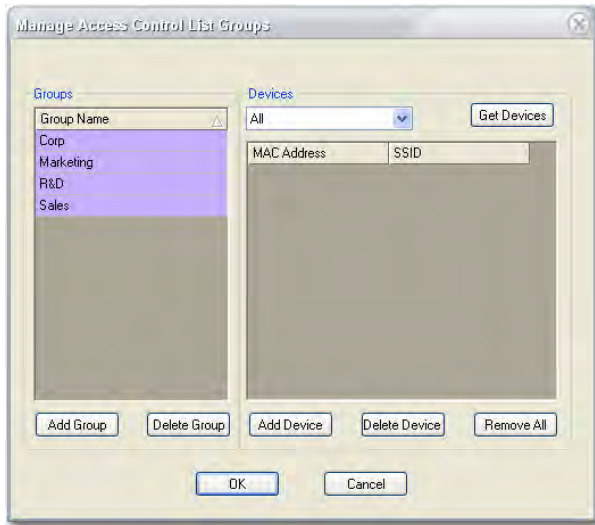 Manage Access Control List Groups
Groups
Group Name
Corp
Marketing
R&D
Sales
Add Group
Delete Group
Devices
All
Get Devices
MAC Address SSID
Add Device
Delete Device
Remove All
OK
Cancel